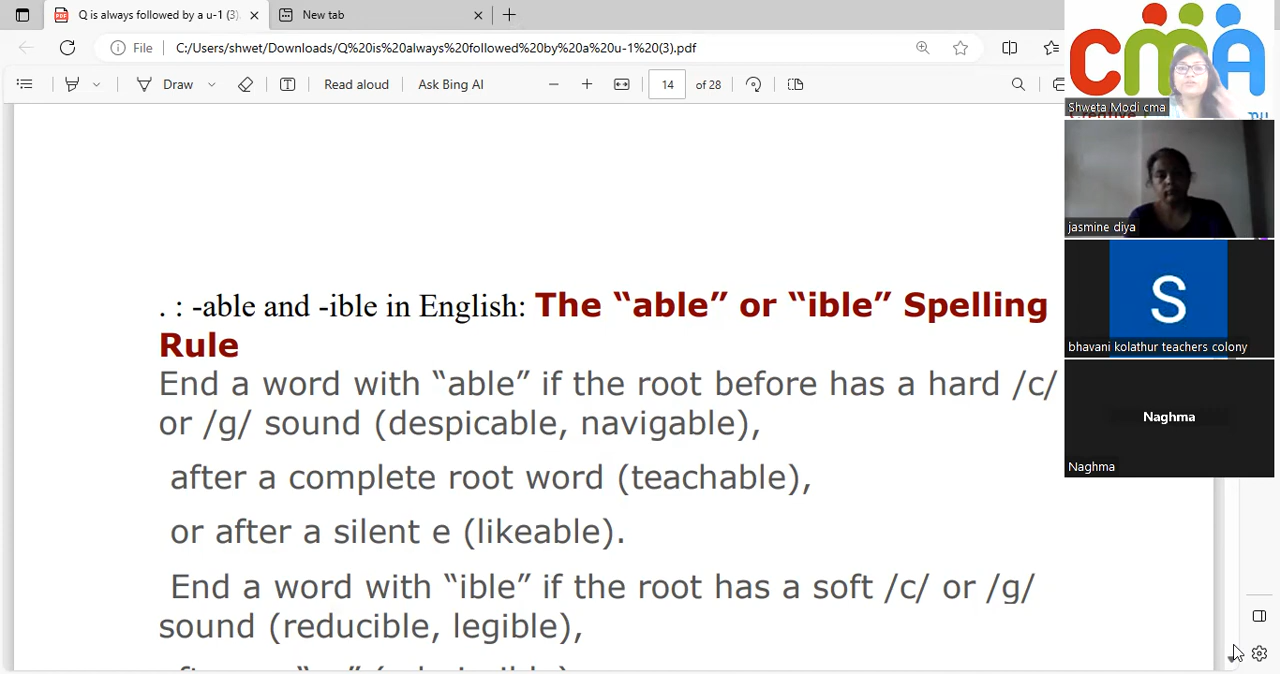 Q is always followed by a u-1 (3).
New tab
File
C:/Users/shwet/Downloads/Q%20is%20always%20followed%20by%20a%20u-1%20(3).pdf
Draw
Read aloud
Ask Bing AI
14
of 28
cmA
Shweta Modi cma
jasmine diya
S
bhavani kolathur teachers colony
Naghma
Naghma
. : -able and -ible in English: The “able” or “ible” Spelling
Rule
End a word with “able” if the root before has a hard /c/
or /g/ sound (despicable, navigable),
after a complete root word (teachable),
or after a silent e (likeable).
End a word with “ible” if the root has a soft /c/ or /g/
sound (reducible, legible),